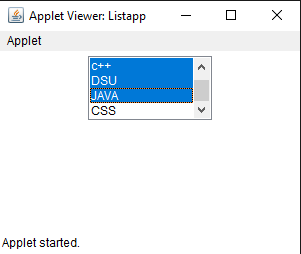 Applet Viewer: Listapp
Applet
c++
DSU
JAVA
CSS
Applet started.